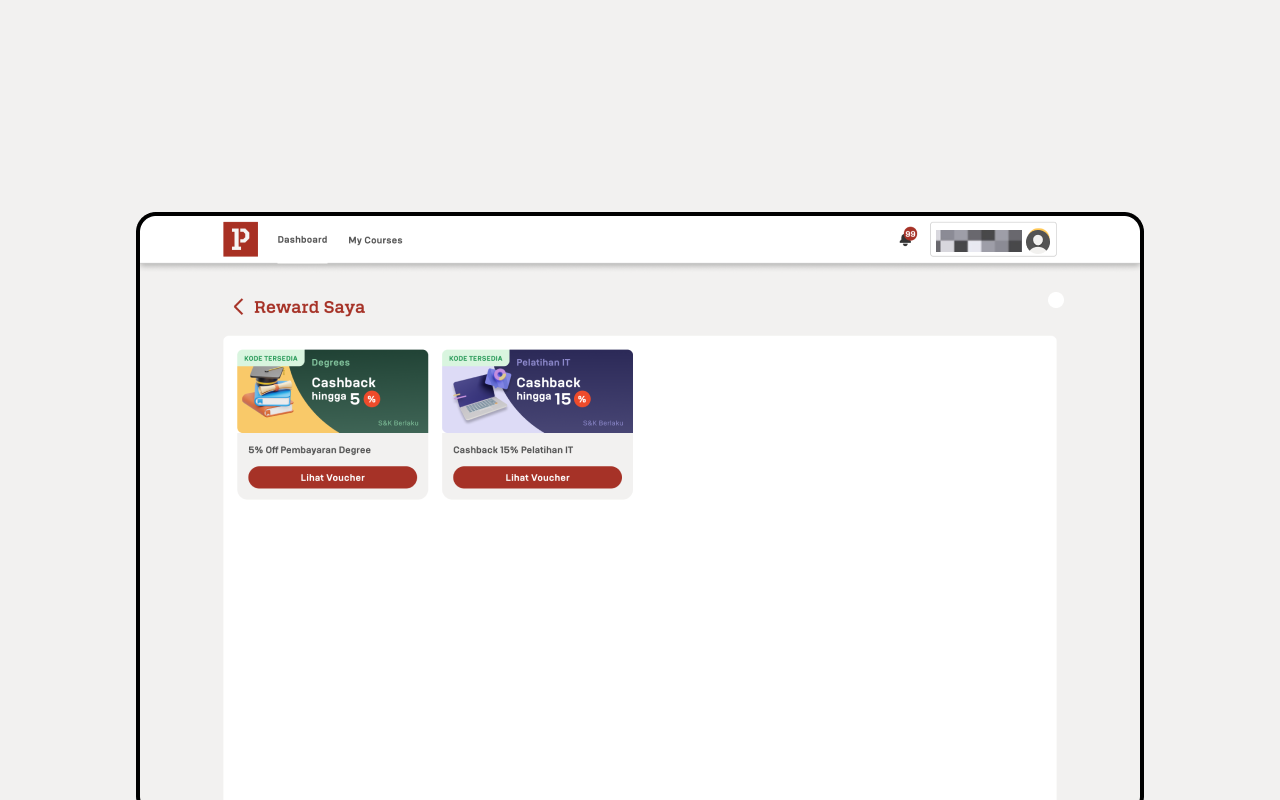 P
Dashboard
My Courses
99
Reward Saya
KODE TERSEDIA
Degrees
Cashback
hingga 5 %
S&K Berlaku
5% Off Pembayaran Degree
Lihat Voucher
KODE TERSEDIA
Pelatihan IT
Cashback
hingga 15 %
S&K Berlaku
Cashback 15% Pelatihan IT
Lihat Voucher